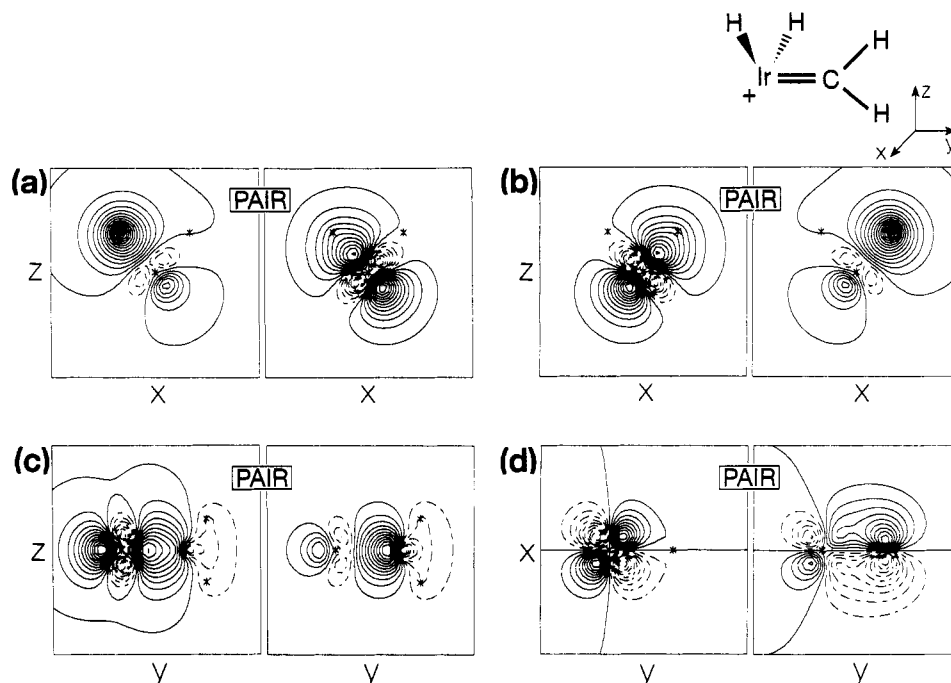 H H H
Ir C
+
H
z
x y
(a) PAIR (b) PAIR
Z Z
X X X X
(c) PAIR (d) PAIR
Z X
y y y y